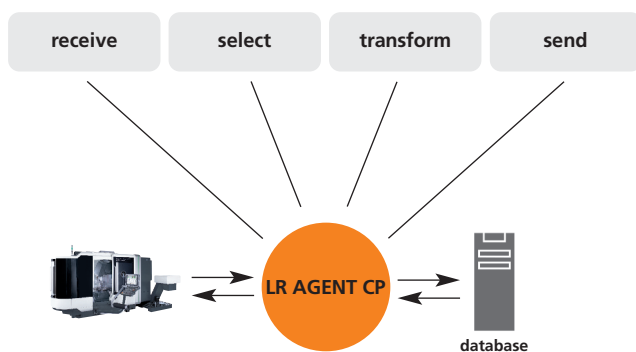 receive
select
transform
send
LR AGENT CP
database